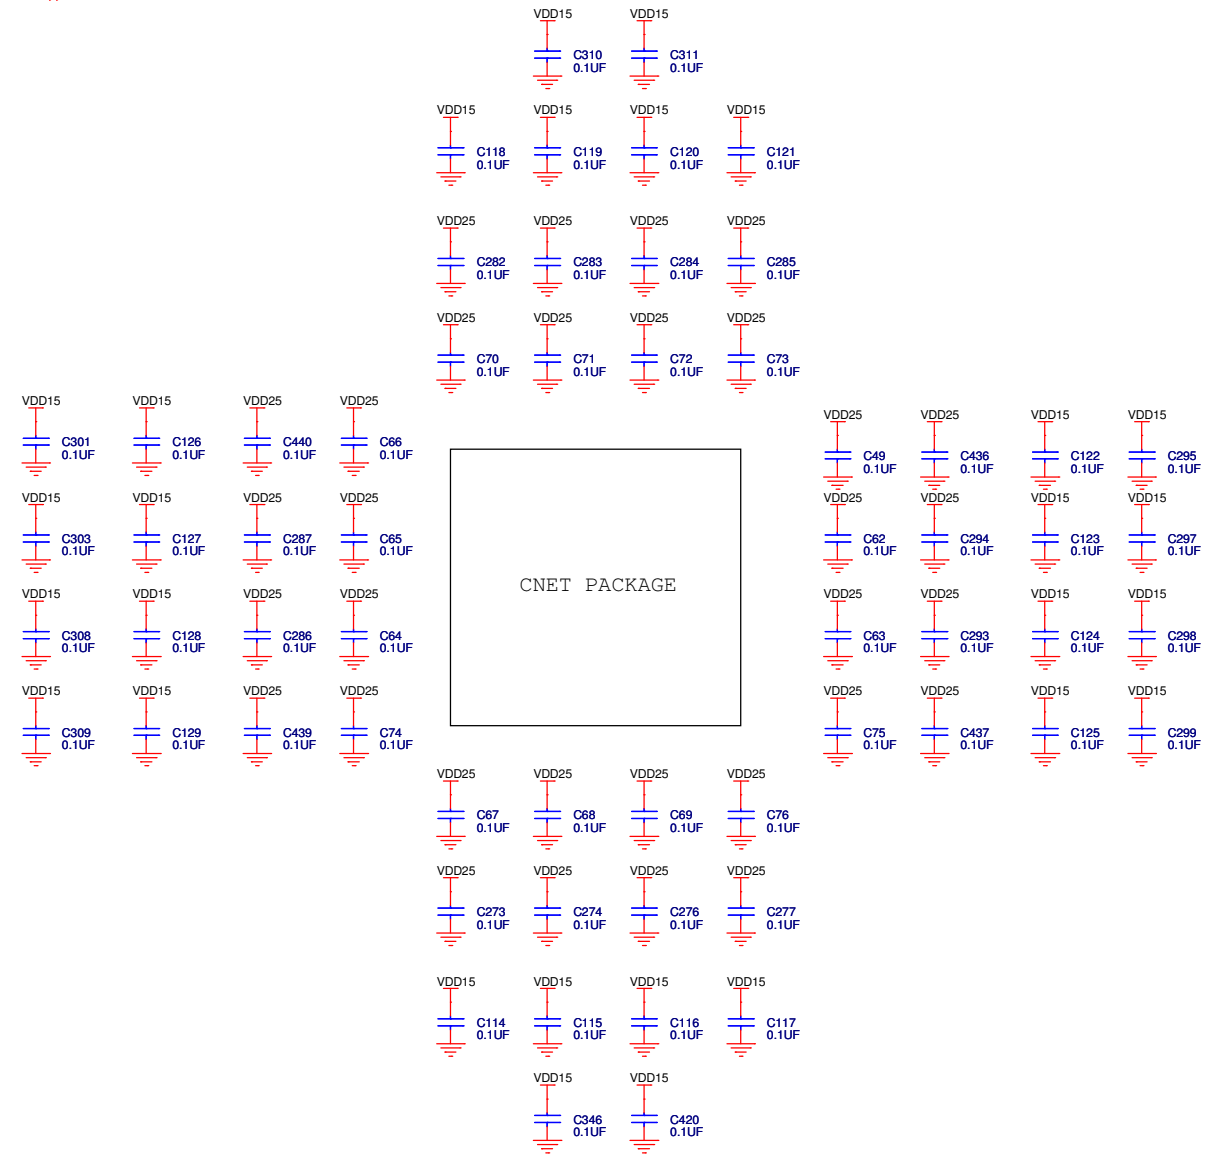 VDD15 VDD15
C310 C311
0.1UF 0.1UF
VDD15 VDD15 VDD15 VDD15
C118 C119 C120 C121
0.1UF 0.1UF 0.1UF 0.1UF
VDD25 VDD25 VDD25 VDD25
C282 C283 C284 C285
0.1UF 0.1UF 0.1UF 0.1UF
VDD25 VDD25 VDD25 VDD25
C70 C71 C72 C73
0.1UF 0.1UF 0.1UF 0.1UF
VDD15 VDD15 VDD25 VDD25
C301 C126 C440 C66
0.1UF 0.1UF 0.1UF 0.1UF
VDD15 VDD15 VDD25 VDD25
C303 C127 C287 C65
0.1UF 0.1UF 0.1UF 0.1UF
VDD15 VDD15 VDD25 VDD25
C308 C128 C286 C64
0.1UF 0.1UF 0.1UF 0.1UF
VDD15 VDD15 VDD25 VDD25
C309 C129 C439 C74
0.1UF 0.1UF 0.1UF 0.1UF
CNET PACKAGE
VDD25 VDD25 VDD15 VDD15
C49 C436 C122 C295
0.1UF 0.1UF 0.1UF 0.1UF
VDD25 VDD25 VDD15 VDD15
C62 C294 C123 C297
0.1UF 0.1UF 0.1UF 0.1UF
VDD25 VDD25 VDD15 VDD15
C63 C293 C124 C298
0.1UF 0.1UF 0.1UF 0.1UF
VDD25 VDD25 VDD15 VDD15
C75 C437 C125 C299
0.1UF 0.1UF 0.1UF 0.1UF
VDD25 VDD25 VDD25 VDD25
C67 C68 C69 C76
0.1UF 0.1UF 0.1UF 0.1UF
VDD25 VDD25 VDD25 VDD25
C273 C274 C276 C277
0.1UF 0.1UF 0.1UF 0.1UF
VDD15 VDD15 VDD15 VDD15
C114 C115 C116 C117
0.1UF 0.1UF 0.1UF 0.1UF
VDD15 VDD15
C346 C420
0.1UF 0.1UF